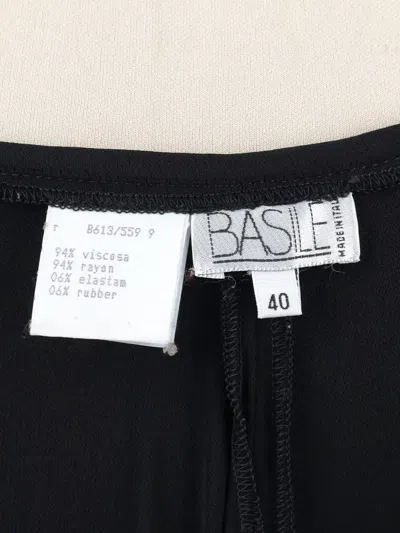 r B613/559 9
94% viscosa
94% rayon
06% elastam
06% rubber
BASILE
MADE IN ITALY
40